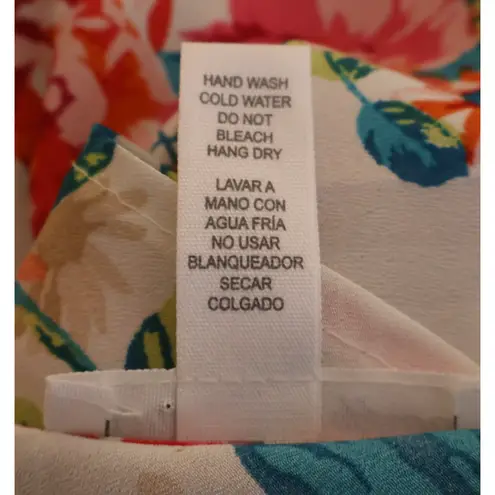 HAND WASH
COLD WATER
DO NOT
BLEACH
HANG DRY
LAVAR A
MANO CON
AGUA FRÍA
NO USAR
BLANQUEADOR
SECAR
COLGADO